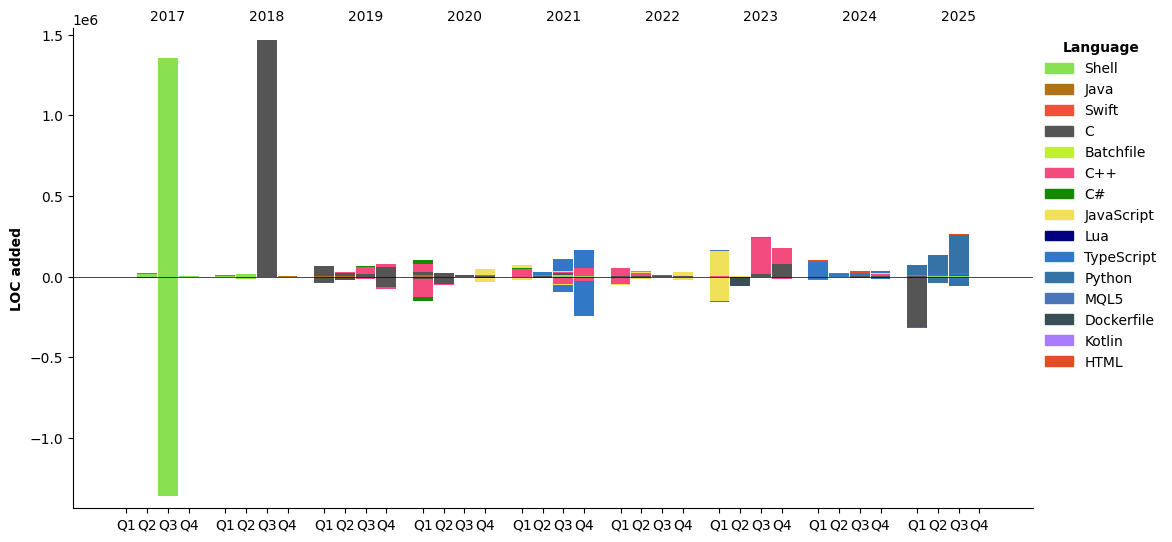 1e6
2017 2018 2019 2020 2021 2022 2023 2024 2025
1.5
1.0
0.5
0.0
−0.5
−1.0
LOC added
Q1 Q2 Q3 Q4 Q1 Q2 Q3 Q4 Q1 Q2 Q3 Q4 Q1 Q2 Q3 Q4 Q1 Q2 Q3 Q4 Q1 Q2 Q3 Q4 Q1 Q2 Q3 Q4 Q1 Q2 Q3 Q4 Q1 Q2 Q3 Q4
Language
Shell
Java
Swift
C
Batchfile
C++
C#
JavaScript
Lua
TypeScript
Python
MQL5
Dockerfile
Kotlin
HTML